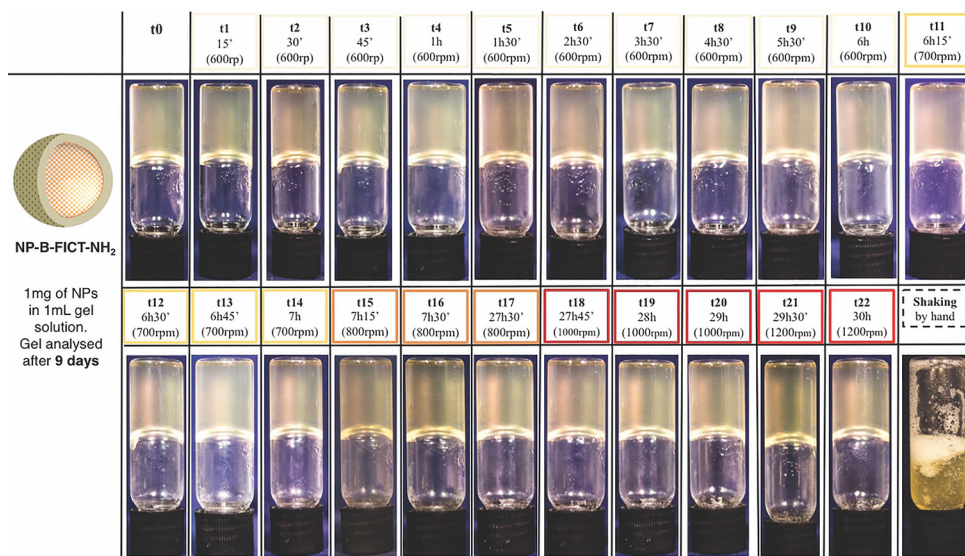 t0
t1
15’
(600rp)
t2
30’
(600rp)
t3
45’
(600rp)
t4
1h
(600rpm)
t5
1h30’
(600rpm)
t6
2h30’
(600rpm)
t7
3h30’
(600rpm)
t8
4h30’
(600rpm)
t9
5h30’
(600rpm)
t10
6h
(600rpm)
t11
6h15’
(700rpm)
NP-B-FICT-NH₂
1mg of NPs
in 1mL gel
solution.
Gel analysed
after 9 days
t12
6h30’
(700rpm)
t13
6h45’
(700rpm)
t14
7h
(700rpm)
t15
7h15’
(800rpm)
t16
7h30’
(800rpm)
t17
27h30’
(800rpm)
t18
27h45’
(1000rpm)
t19
28h
(1000rpm)
t20
29h
(1000rpm)
t21
29h30’
(1200rpm)
t22
30h
(1200rpm)
Shaking
by hand